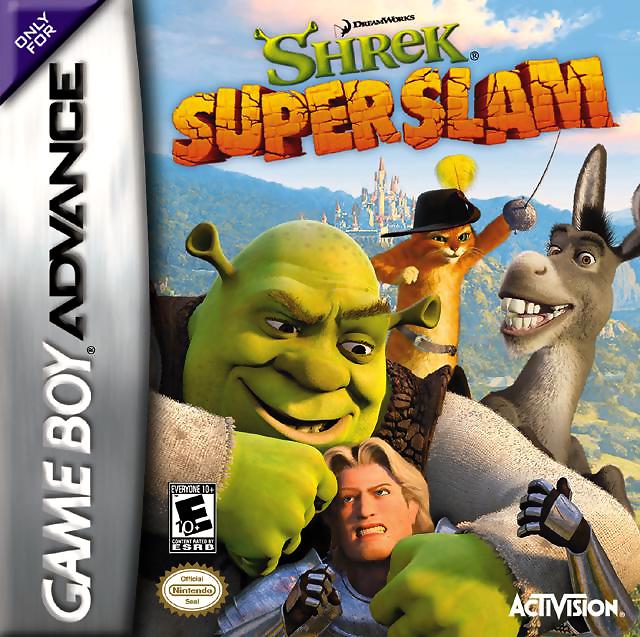 ONLY
FOR
GAME BOY ADVANCE
®
DREAMWORKS
SHREK®
SUPER SLAM
EVERYONE 10+
E
10+
CONTENT RATED BY
ESRB
Official
Nintendo
Seal
ACTIVISION®